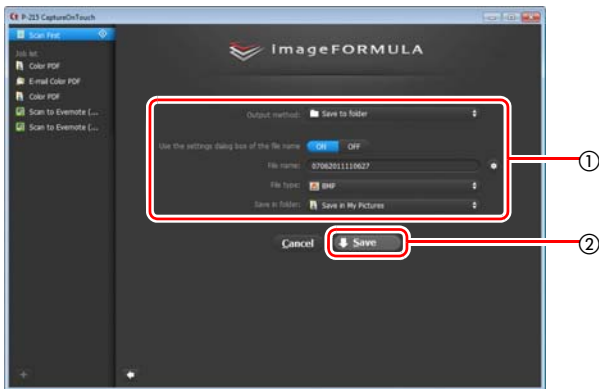 P-215 CaptureOnTouch
Scan First
Job list
Color PDF
E-mail Color PDF
Color PDF
Scan to Evernote (...
Scan to Evernote (...
imageFORMULA
Output method: Save to folder
Use the settings dialog box of the file name ON OFF
File name: 07062011110627
File type: BMP
Save in folder: Save in My Pictures
①
Cancel Save
②